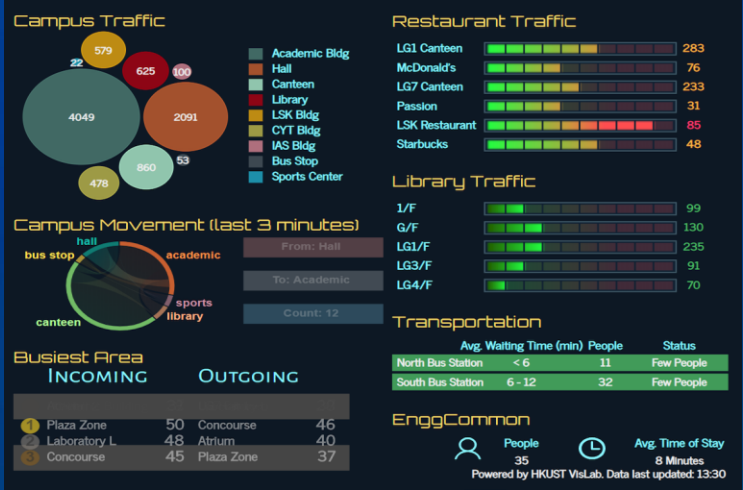 Campus Traffic
579
22
625
100
4049
2091
860
53
478
Academic Bldg
Hall
Canteen
Library
LSK Bldg
CYT Bldg
IAS Bldg
Bus Stop
Sports Center
Campus Movement (last 3 minutes)
hall
bus stop
academic
sports
library
canteen
From: Hall
To: Academic
Count: 12
Busiest Area
INCOMING OUTGOING
1 Plaza Zone 50 Concourse 46
2 Laboratory L 48 Atrium 40
3 Concourse 45 Plaza Zone 37
Restaurant Traffic
LG1 Canteen 283
McDonald's 76
LG7 Canteen 233
Passion 31
LSK Restaurant 85
Starbucks 48
Library Traffic
1/F 99
G/F 130
LG1/F 235
LG3/F 91
LG4/F 70
Transportation
Avg. Waiting Time (min) People Status
North Bus Station < 6 11 Few People
South Bus Station 6 - 12 32 Few People
EnggCommon
People Avg. Time of Stay
35 8 Minutes
Powered by HKUST VisLab. Data last updated: 13:30